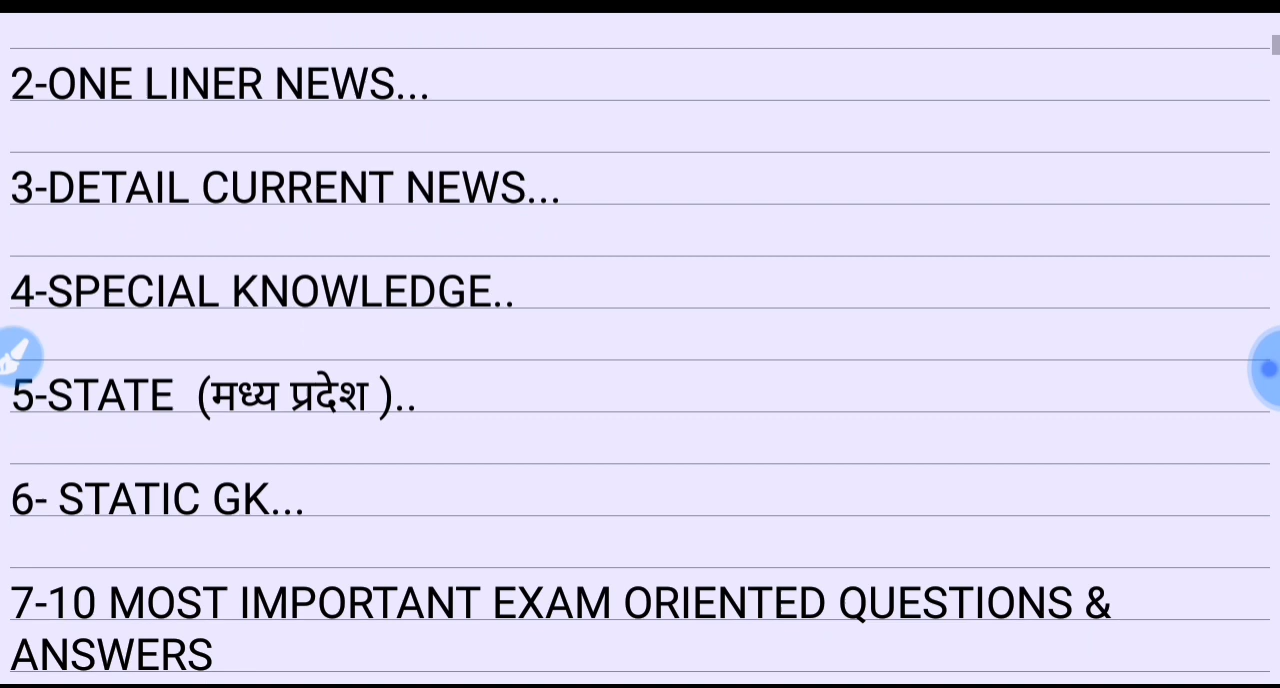 2-ONE LINER NEWS...
3-DETAIL CURRENT NEWS...
4-SPECIAL KNOWLEDGE..
5-STATE  (मध्य प्रदेश )..
6- STATIC GK...
7-10 MOST IMPORTANT EXAM ORIENTED QUESTIONS &
ANSWERS